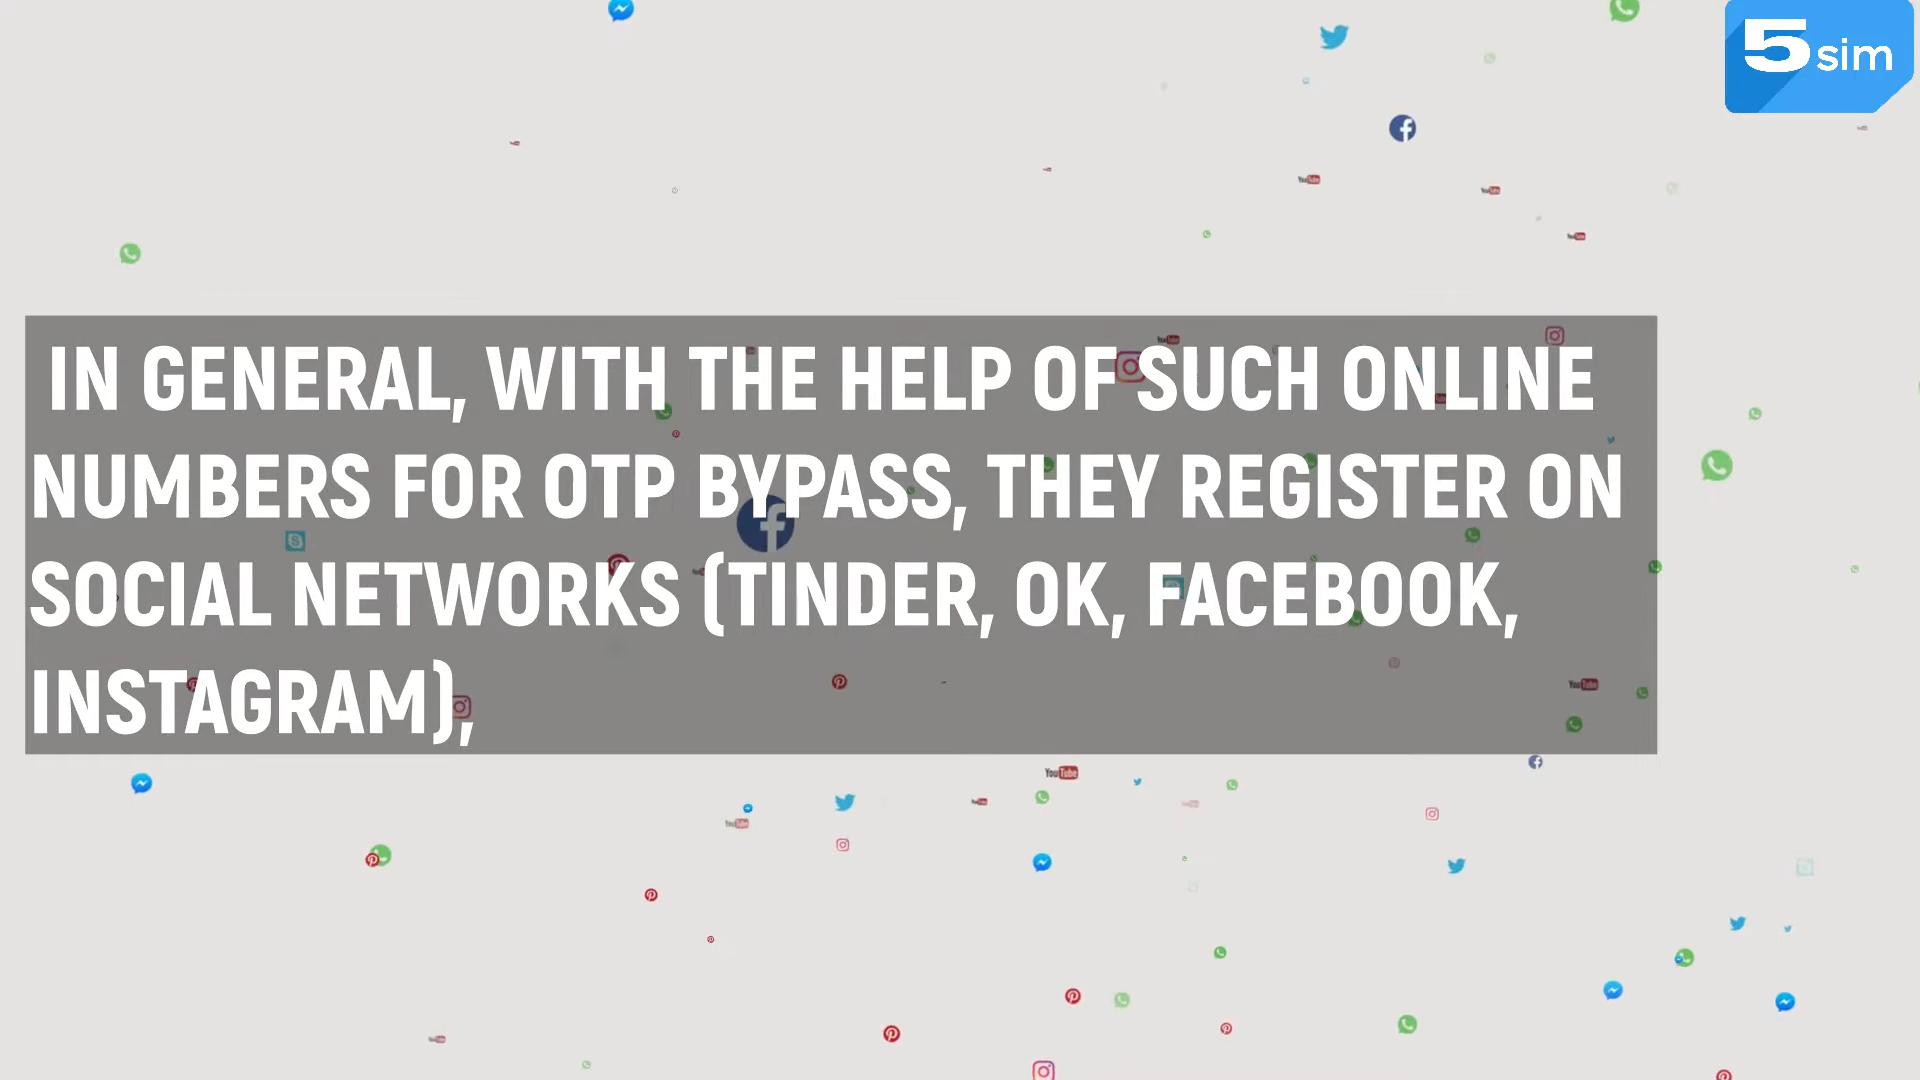 5sim
IN GENERAL, WITH THE HELP OF SUCH ONLINE
NUMBERS FOR OTP BYPASS, THEY REGISTER ON
SOCIAL NETWORKS (TINDER, OK, FACEBOOK,
INSTAGRAM),
YouTube